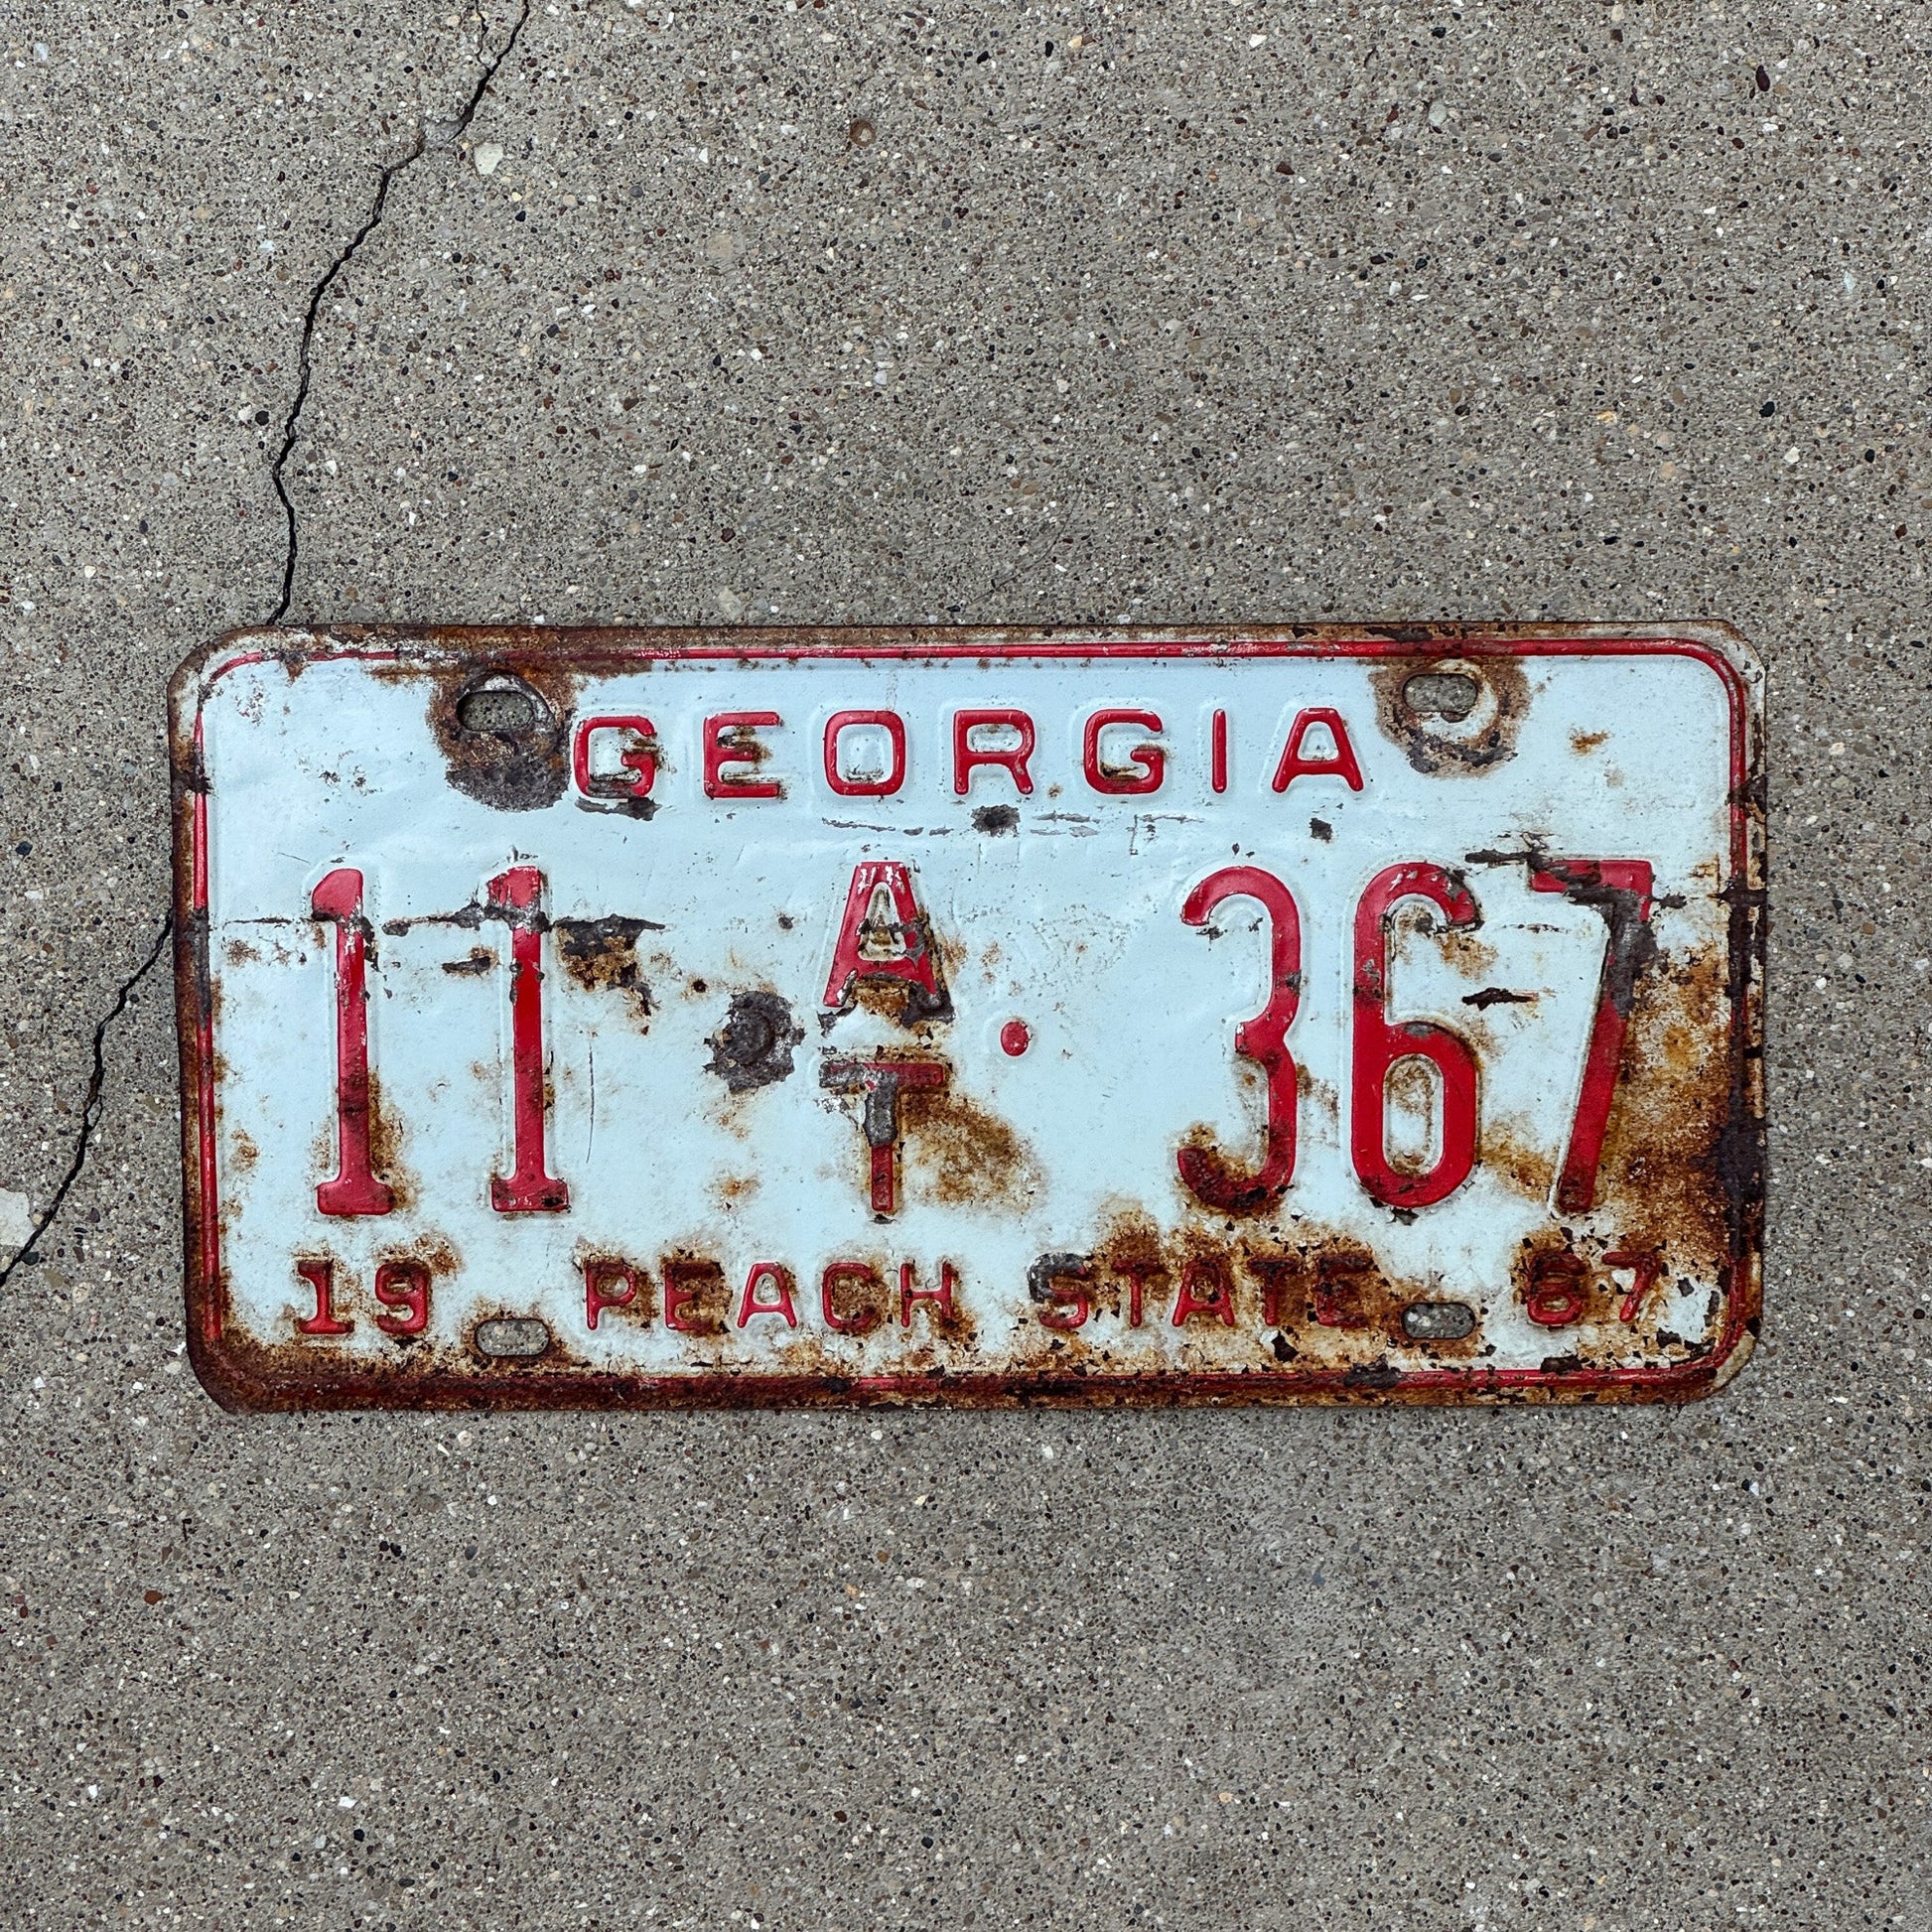 GEORGIA
11 A T · 367
19 PEACH STATE 67